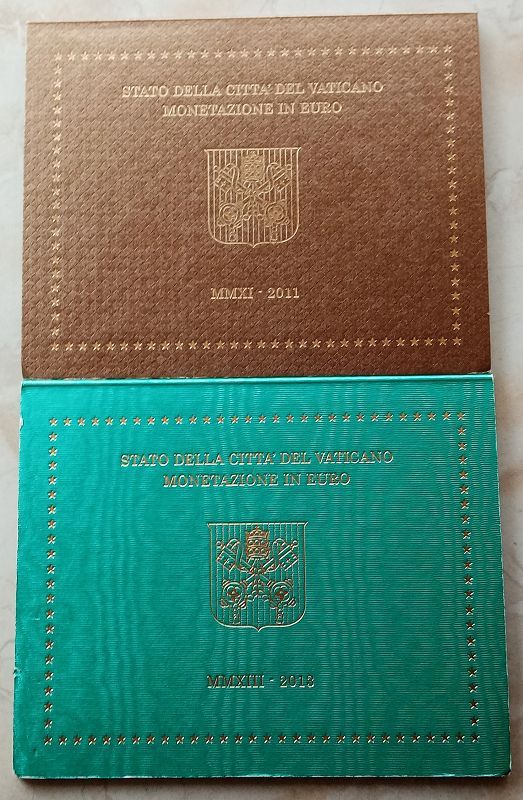 STATO DELLA CITTA' DEL VATICANO
MONETAZIONE IN EURO
MMXI - 2011
STATO DELLA CITTA' DEL VATICANO
MONETAZIONE IN EURO
MMXIII - 2013